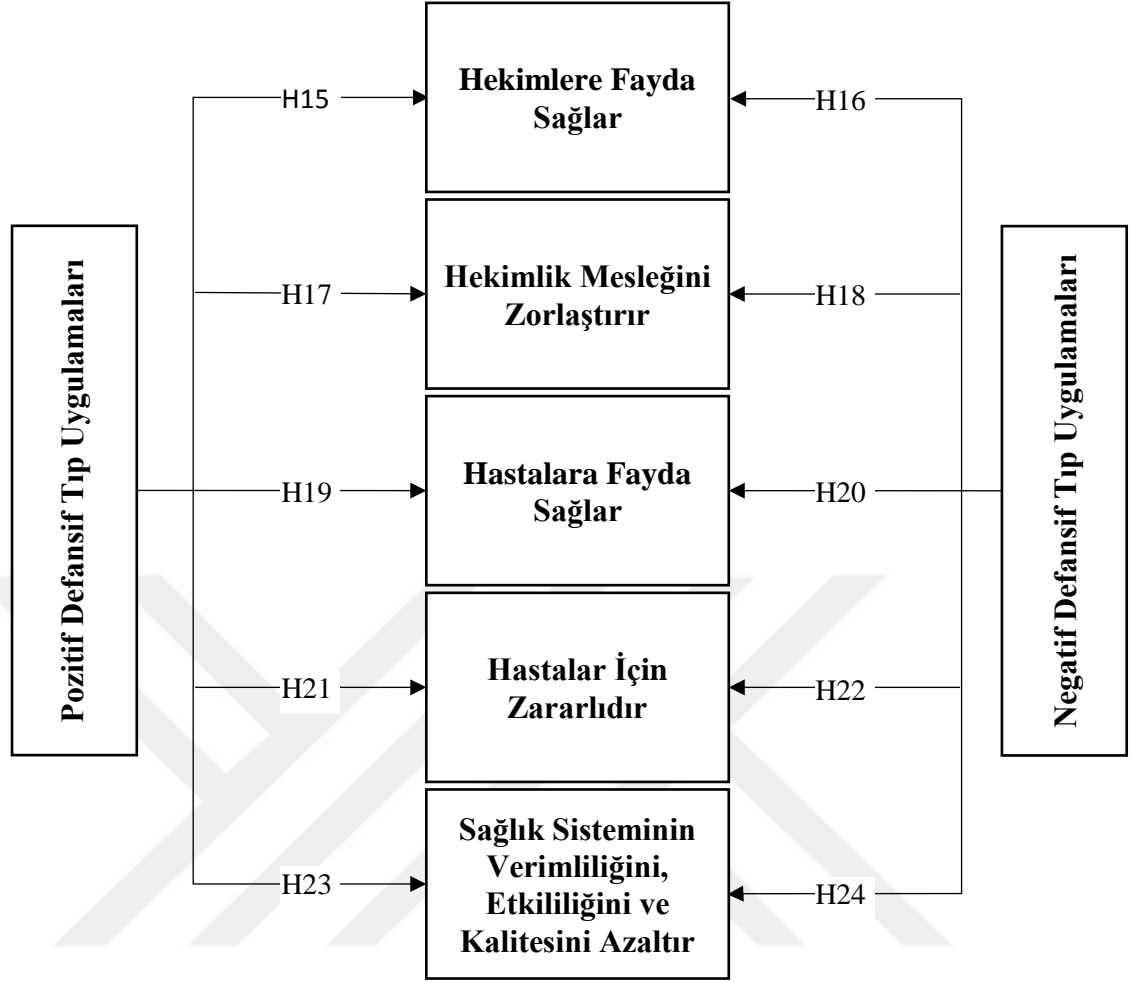 Hekimlere Fayda
Sağlar
H15
H16
Hekimlik Mesleğini
Zorlaştırır
H17
H18
Pozitif Defansif Tıp Uygulamaları
Hastalara Fayda
Sağlar
H19
H20
Negatif Defansif Tıp Uygulamaları
Hastalar İçin
Zararlıdır
H21
H22
Sağlık Sisteminin
Verimliliğini,
Etkililiğini ve
Kalitesini Azaltır
H23
H24